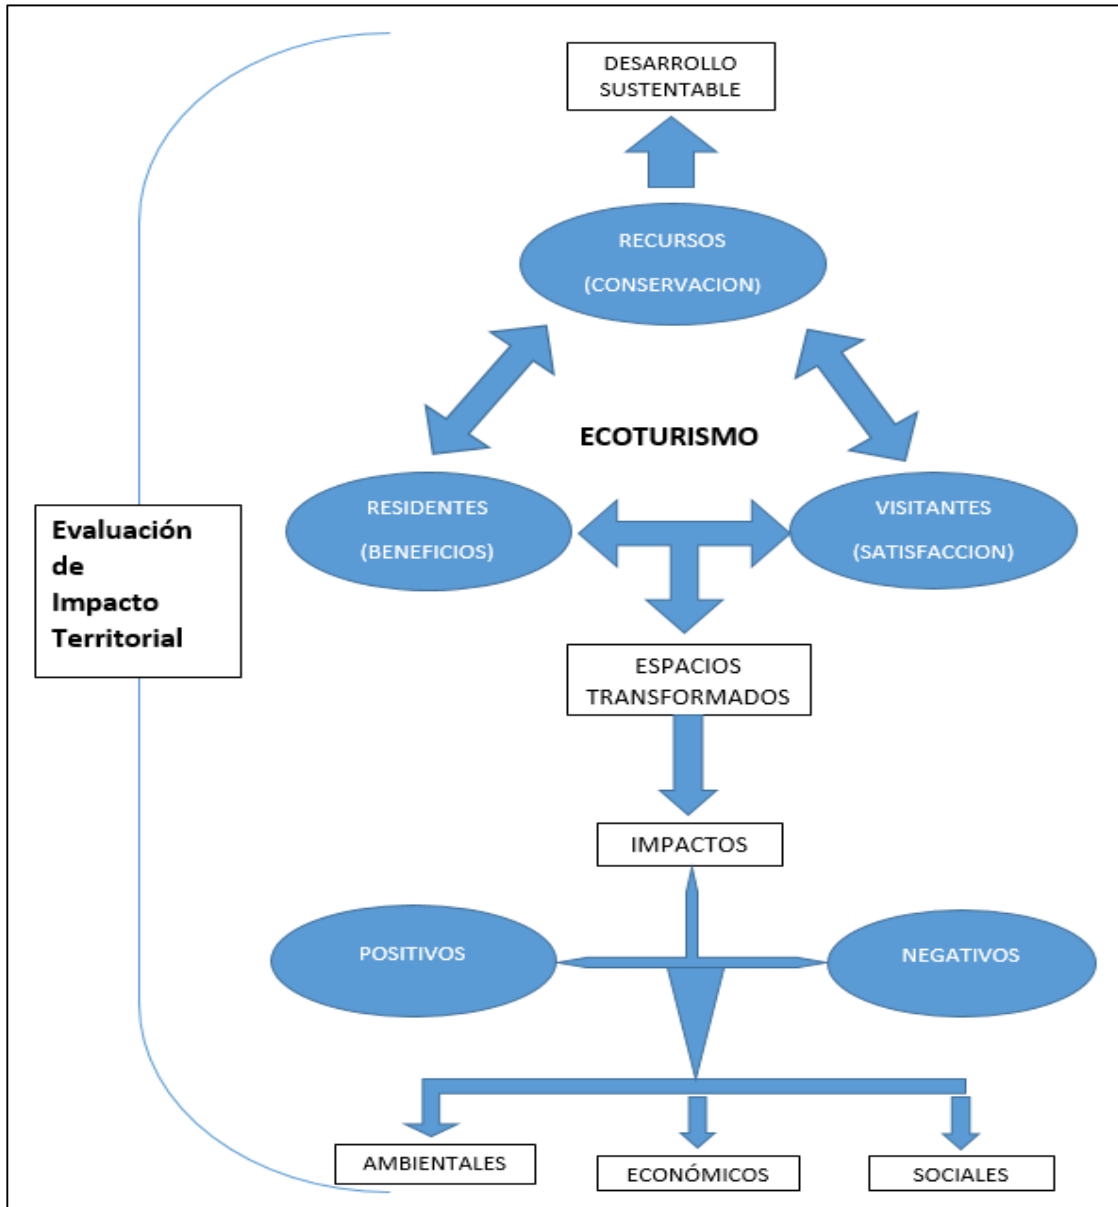 DESARROLLO
SUSTENTABLE
RECURSOS
(CONSERVACION)
ECOTURISMO
RESIDENTES
(BENEFICIOS)
VISITANTES
(SATISFACCION)
Evaluación
de
Impacto
Territorial
ESPACIOS
TRANSFORMADOS
IMPACTOS
POSITIVOS
NEGATIVOS
AMBIENTALES
ECONÓMICOS
SOCIALES